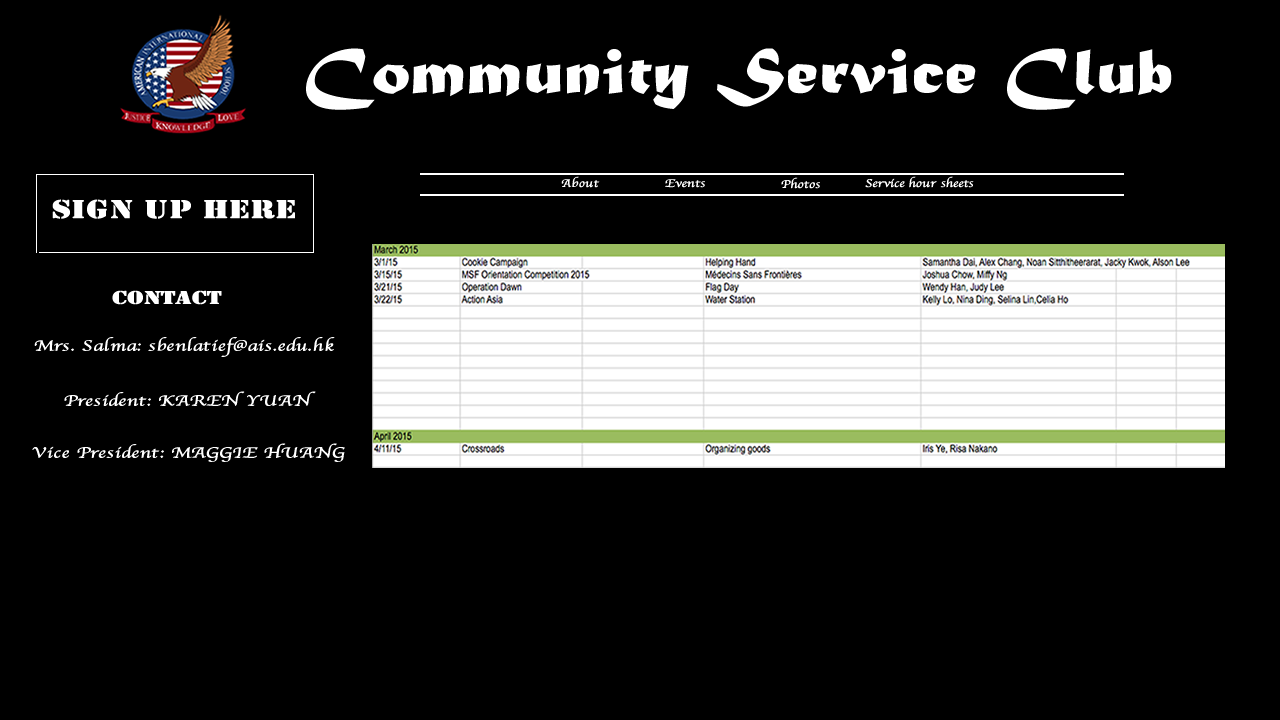 AMERICAN INTERNATIONAL SCHOOL
JUSTICE KNOWLEDGE LOVE
Community Service Club
SIGN UP HERE
About Events Photos Service hour sheets
CONTACT
Mrs. Salma: sbenlatief@ais.edu.hk
President: KAREN YUAN
Vice President: MAGGIE HUANG
March 2015
3/1/15 Cookie Campaign Helping Hand Samantha Dai, Alex Chang, Noan Sitthitheerarat, Jacky Kwok, Alson Lee
3/15/15 MSF Orientation Competition 2015 Médecins Sans Frontières Joshua Chow, Miffy Ng
3/21/15 Operation Dawn Flag Day Wendy Han, Judy Lee
3/22/15 Action Asia Water Station Kelly Lo, Nina Ding, Selina Lin,Celia Ho
April 2015
4/11/15 Crossroads Organizing goods Iris Ye, Risa Nakano